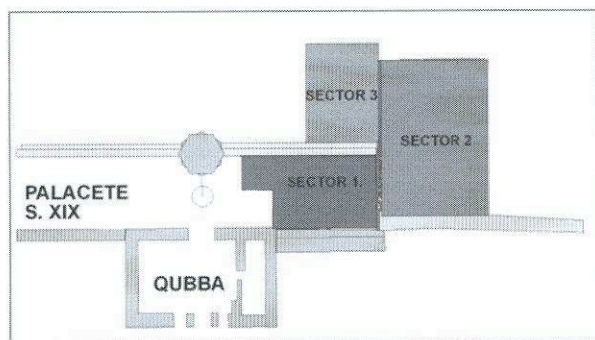 SECTOR 3
SECTOR 2
SECTOR 1.
PALACETE
S. XIX
QUBBA